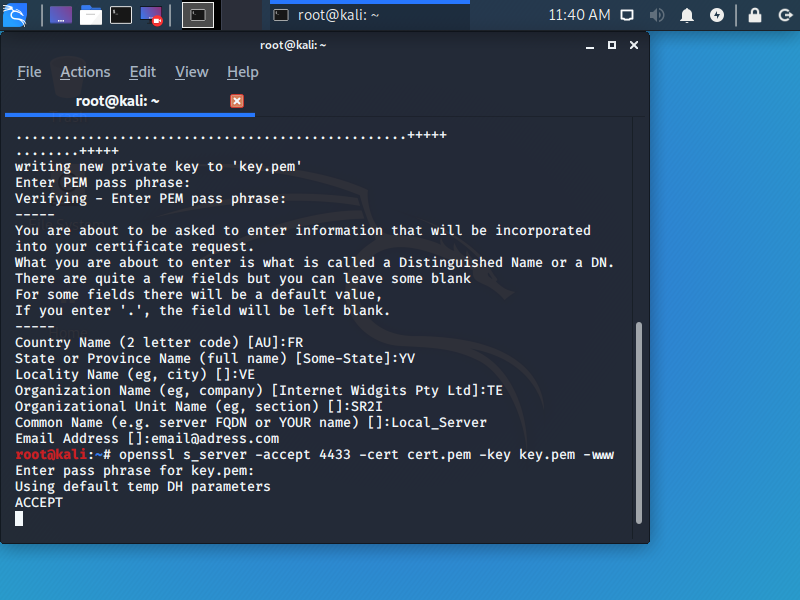 root@kali: ~
11:40 AM
root@kali: ~
File Actions Edit View Help
root@kali: ~
.................................................+++++
........+++++
writing new private key to 'key.pem'
Enter PEM pass phrase:
Verifying - Enter PEM pass phrase:
-----
You are about to be asked to enter information that will be incorporated
into your certificate request.
What you are about to enter is what is called a Distinguished Name or a DN.
There are quite a few fields but you can leave some blank
For some fields there will be a default value,
If you enter '.', the field will be left blank.
-----
Country Name (2 letter code) [AU]:FR
State or Province Name (full name) [Some-State]:YV
Locality Name (eg, city) []:VE
Organization Name (eg, company) [Internet Widgits Pty Ltd]:TE
Organizational Unit Name (eg, section) []:SR2I
Common Name (e.g. server FQDN or YOUR name) []:Local_Server
Email Address []:email@adress.com
root@kali:~# openssl s_server -accept 4433 -cert cert.pem -key key.pem -www
Enter pass phrase for key.pem:
Using default temp DH parameters
ACCEPT